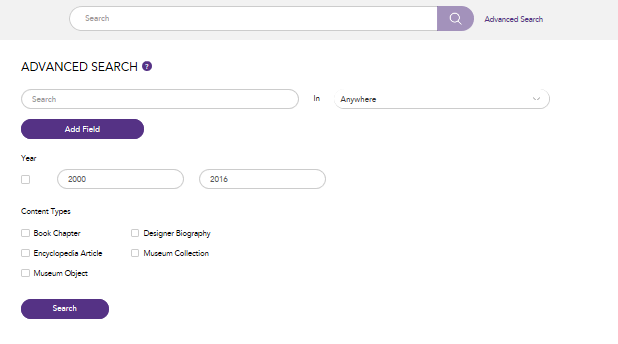 Search
Advanced Search
ADVANCED SEARCH ?
Search In Anywhere
Add Field
Year
2000 2016
Content Types
Book Chapter Designer Biography
Encyclopedia Article Museum Collection
Museum Object
Search